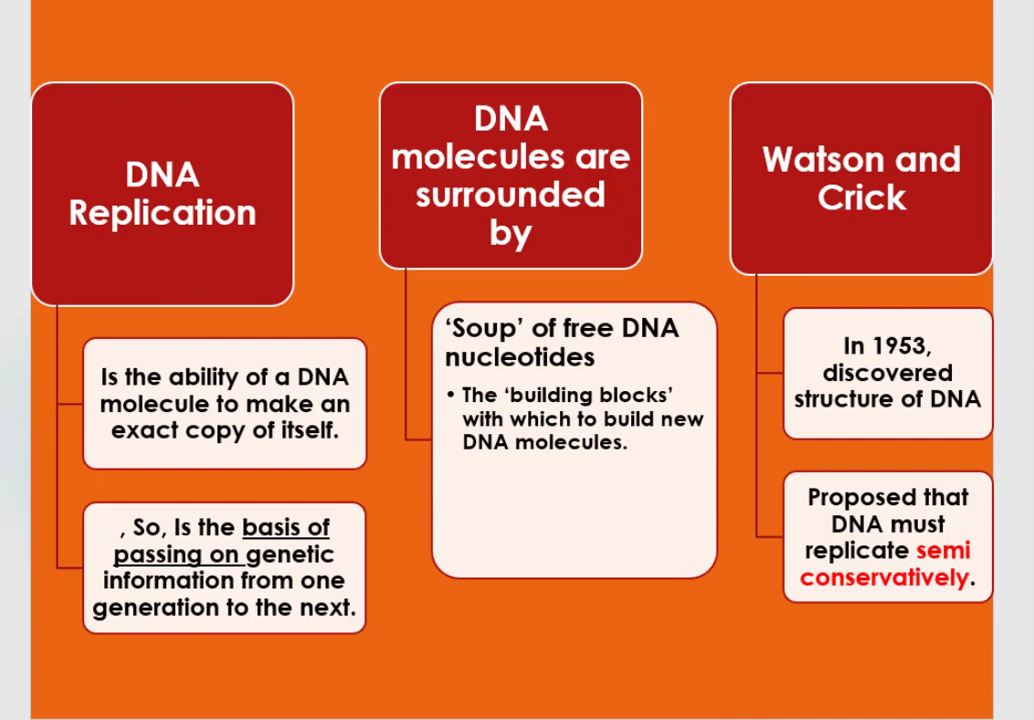 DNA
Replication
Is the ability of a DNA
molecule to make an
exact copy of itself.
, So, Is the basis of
passing on genetic
information from one
generation to the next.
DNA
molecules are
surrounded
by
‘Soup’ of free DNA
nucleotides
• The ‘building blocks’
with which to build new
DNA molecules.
Watson and
Crick
In 1953,
discovered
structure of DNA
Proposed that
DNA must
replicate semi
conservatively.